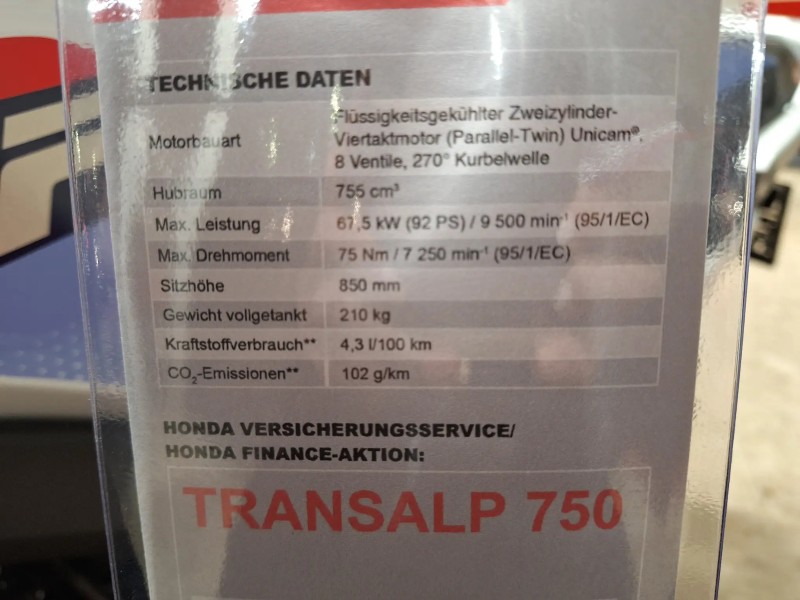 TECHNISCHE DATEN
Motorbauart
Flüssigkeitsgekühlter Zweizylinder-
Viertaktmotor (Parallel-Twin) Unicam®,
8 Ventile, 270° Kurbelwelle
Hubraum 755 cm³
Max. Leistung 67,5 kW (92 PS) / 9 500 min⁻¹ (95/1/EC)
Max. Drehmoment 75 Nm / 7 250 min⁻¹ (95/1/EC)
Sitzhöhe 850 mm
Gewicht vollgetankt 210 kg
Kraftstoffverbrauch** 4,3 l/100 km
CO₂-Emissionen** 102 g/km
HONDA VERSICHERUNGSSERVICE/
HONDA FINANCE-AKTION:
TRANSALP 750